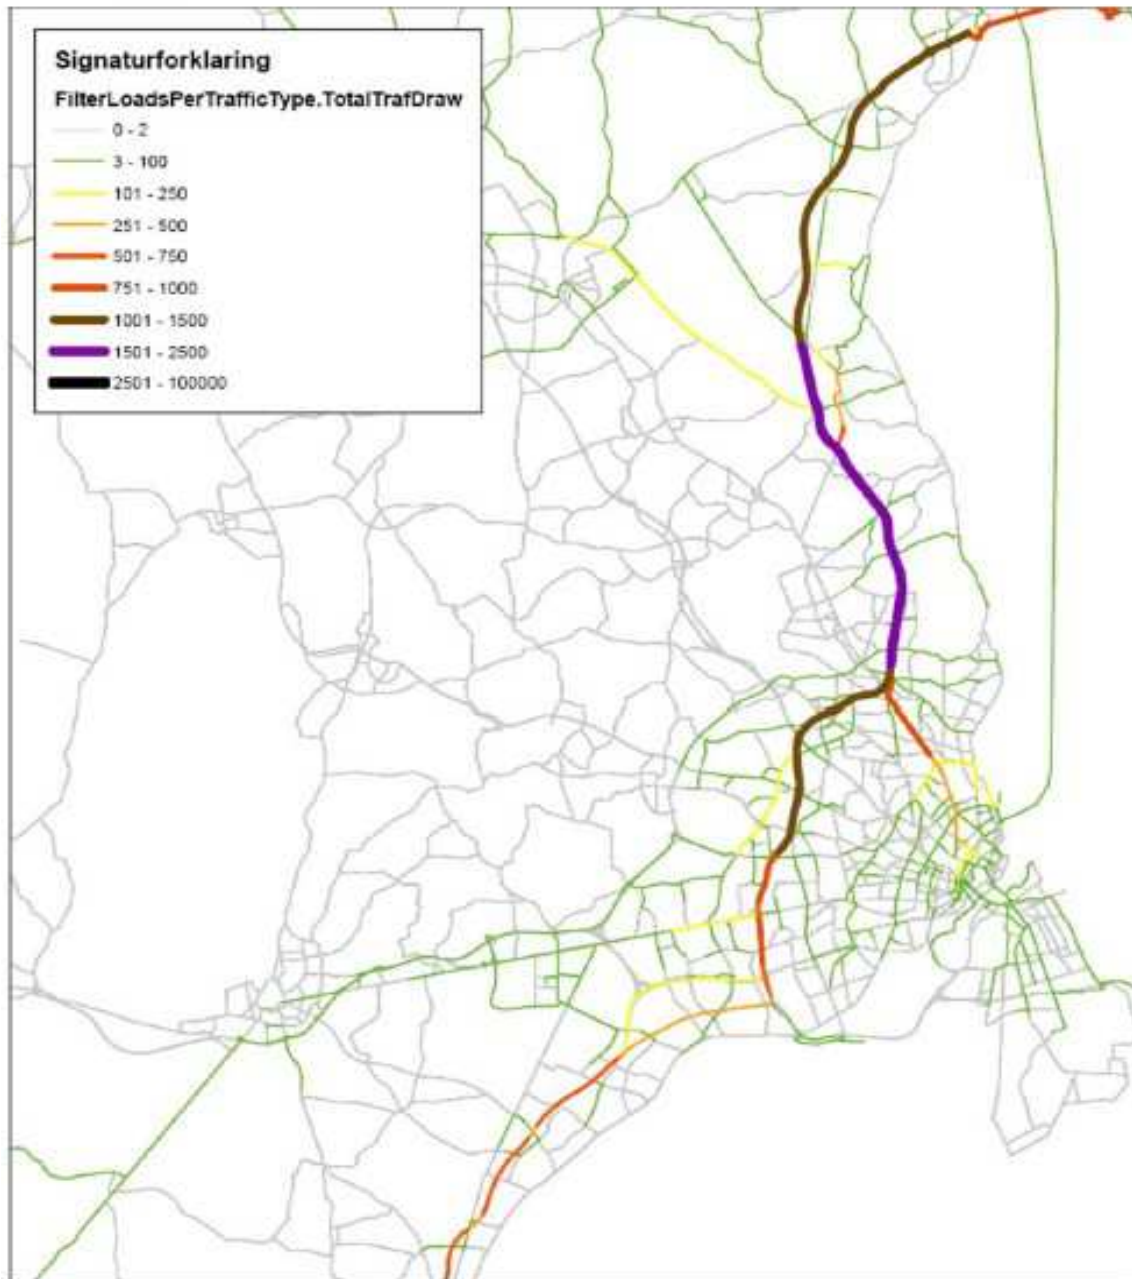 Signaturforklaring
FilterLoadsPerTrafficType.TotalTrafDraw
0 - 2
3 - 100
101 - 250
251 - 500
501 - 750
751 - 1000
1001 - 1500
1501 - 2500
2501 - 100000